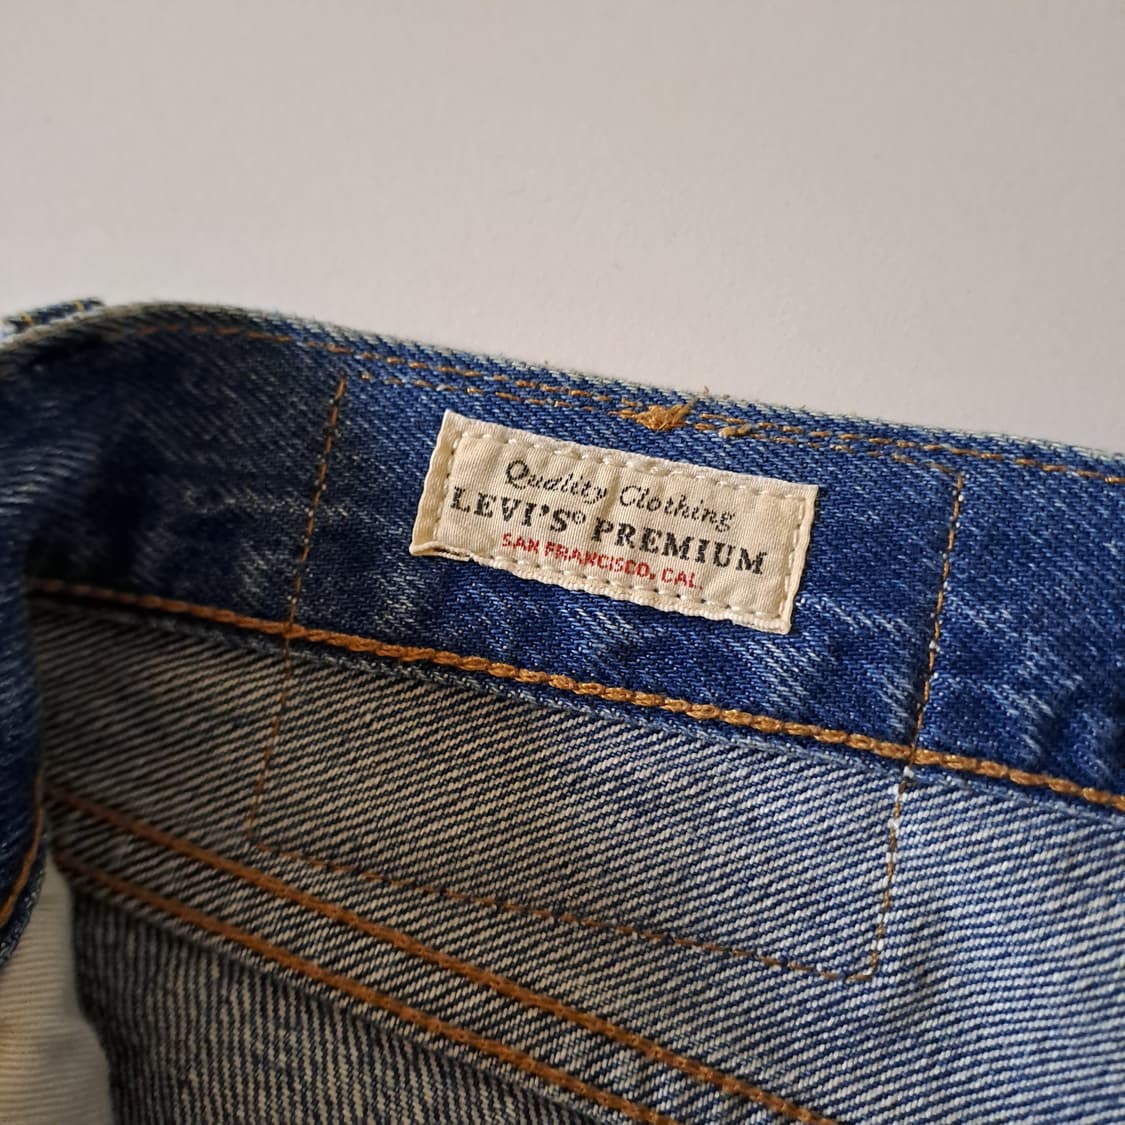 Quality Clothing
LEVI'S® PREMIUM
SAN FRANCISCO, CAL.